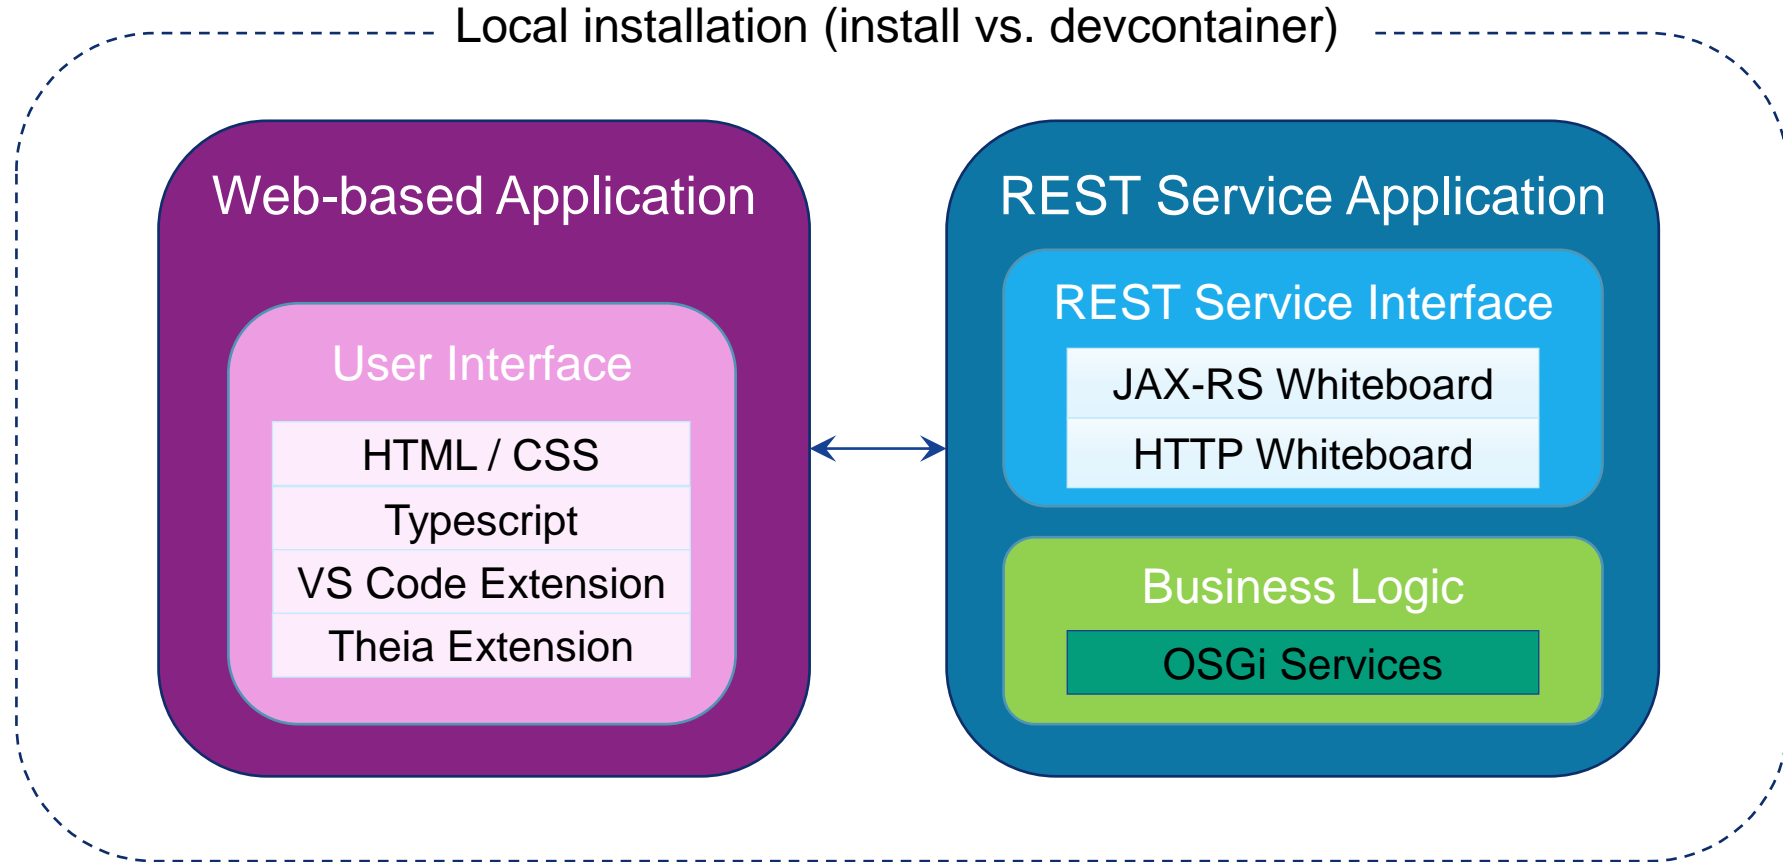 Local installation (install vs. devcontainer)
Web-based Application
User Interface
HTML / CSS
Typescript
VS Code Extension
Theia Extension
REST Service Application
REST Service Interface
JAX-RS Whiteboard
HTTP Whiteboard
Business Logic
OSGi Services